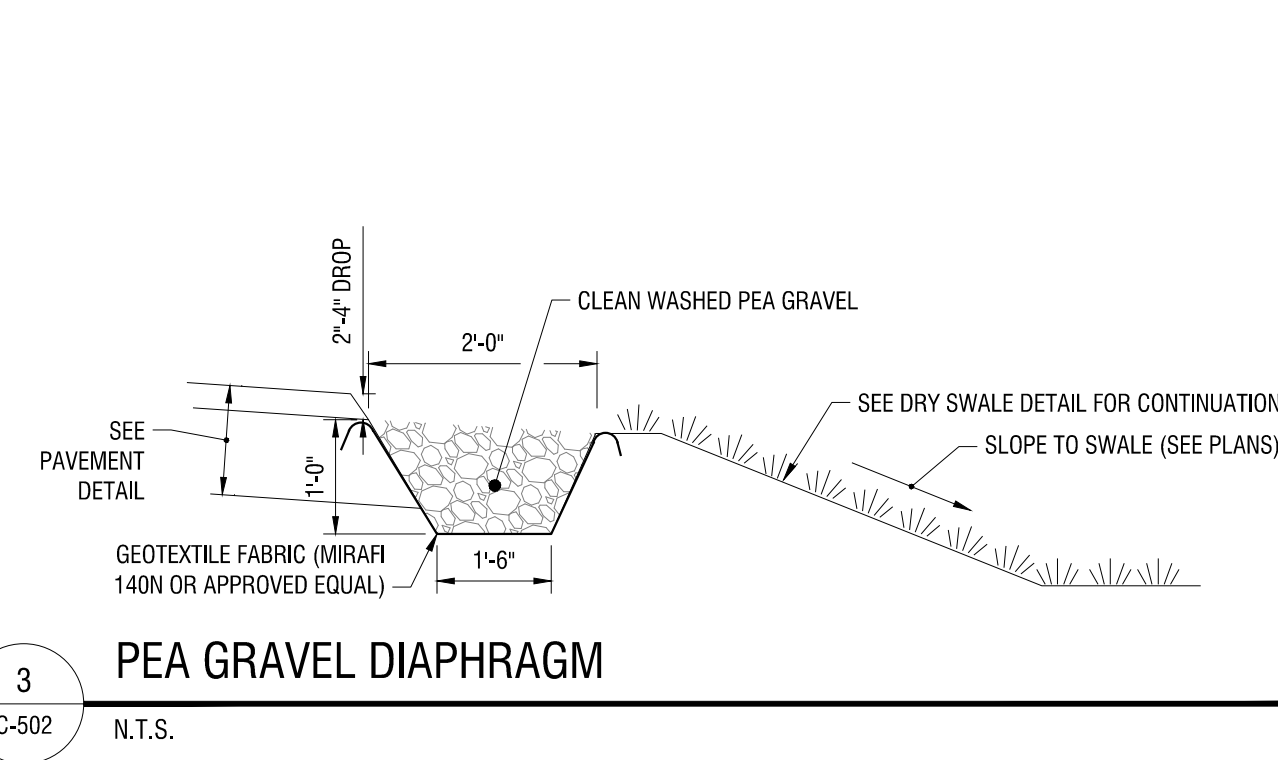 2"-4" DROP
CLEAN WASHED PEA GRAVEL
2'-0"
SEE DRY SWALE DETAIL FOR CONTINUATION
SLOPE TO SWALE (SEE PLANS)
SEE
PAVEMENT
DETAIL
1'-0"
GEOTEXTILE FABRIC (MIRAFI
140N OR APPROVED EQUAL)
1'-6"
PEA GRAVEL DIAPHRAGM
3
C-502
N.T.S.